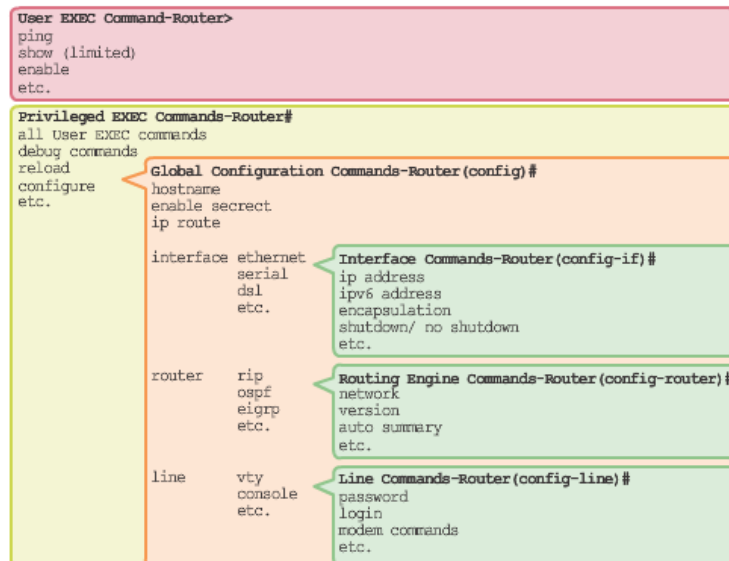 User EXEC Command-Router>
ping
show (limited)
enable
etc.
Privileged EXEC Commands-Router#
all User EXEC commands
debug commands
reload
configure
etc.
Global Configuration Commands-Router(config)#
hostname
enable secrect
ip route
interface ethernet
serial
dsl
etc.
Interface Commands-Router(config-if)#
ip address
ipv6 address
encapsulation
shutdown/ no shutdown
etc.
router rip
ospf
eigrp
etc.
Routing Engine Commands-Router(config-router)#
network
version
auto summary
etc.
line vty
console
etc.
Line Commands-Router(config-line)#
password
login
modem commands
etc.